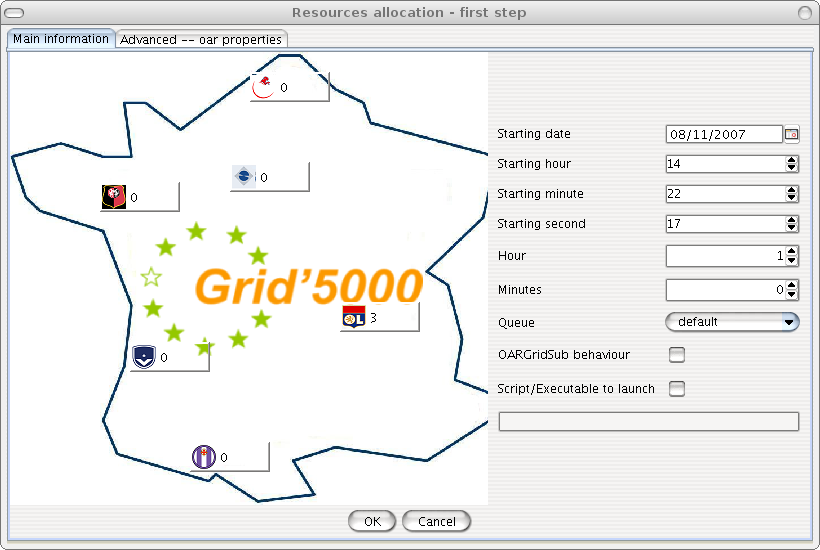 Resources allocation - first step
Main information
Advanced -- oar properties
0
0
0
Grid'5000
3
0
0
Starting date 08/11/2007
Starting hour 14
Starting minute 22
Starting second 17
Hour 1
Minutes 0
Queue default
OARGridSub behaviour
Script/Executable to launch
OK
Cancel